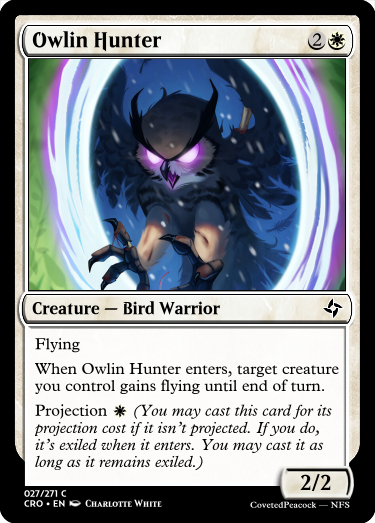 Owlin Hunter 2
Creature — Bird Warrior
Flying
When Owlin Hunter enters, target creature
you control gains flying until end of turn.
Projection (You may cast this card for its
projection cost if it isn't projected. If you do,
it's exiled when it enters. You may cast it as
long as it remains exiled.)
2/2
027/271 C
CRO • EN Charlotte White
CovetedPeacock — NFS